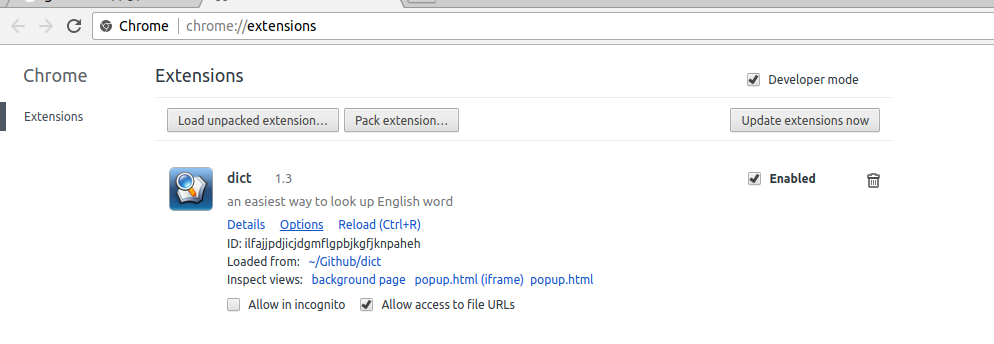 Chrome chrome://extensions
Chrome
Extensions
Extensions
Developer mode
Load unpacked extension... Pack extension... Update extensions now
dict 1.3
Enabled
an easiest way to look up English word
Details Options Reload (Ctrl+R)
ID: ilfajjpdjicjdgmflgpbjkgfjknpaheh
Loaded from: ~/Github/dict
Inspect views: background page popup.html (iframe) popup.html
Allow in incognito Allow access to file URLs